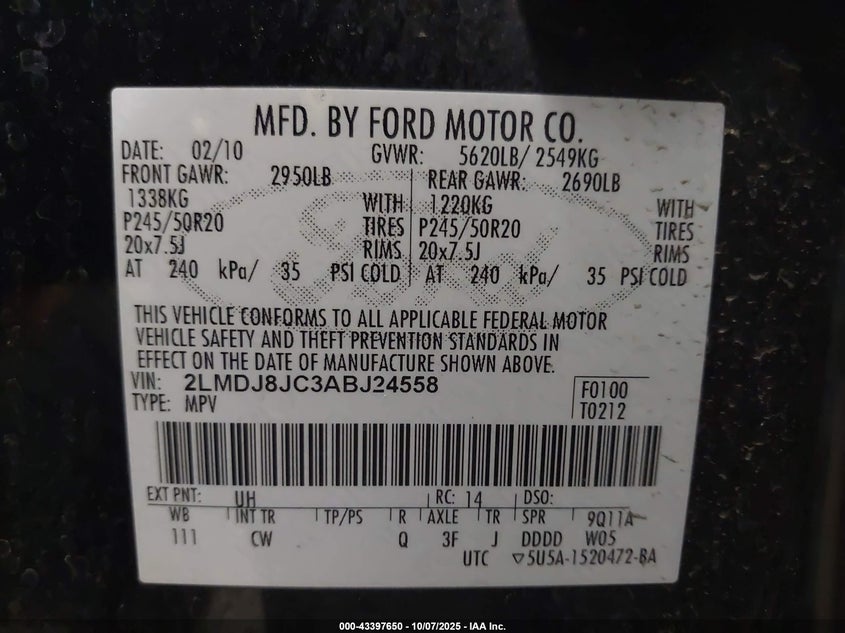 MFD. BY FORD MOTOR CO.
DATE: 02/10 GVWR: 5620LB/ 2549KG
FRONT GAWR: 2950LB REAR GAWR: 2690LB
1338KG WITH 1220KG WITH
P245/50R20 TIRES P245/50R20 TIRES
20x7.5J RIMS 20x7.5J RIMS
AT 240 kPa/ 35 PSI COLD AT 240 kPa/ 35 PSI COLD
THIS VEHICLE CONFORMS TO ALL APPLICABLE FEDERAL MOTOR
VEHICLE SAFETY AND THEFT PREVENTION STANDARDS IN
EFFECT ON THE DATE OF MANUFACTURE SHOWN ABOVE.
VIN: 2LMDJ8JC3ABJ24558 F0100
TYPE: MPV T0212
EXT PNT: UH RC: 14 DSO:
WB INT TR TP/PS R AXLE TR SPR 9Q11A
111 CW Q 3F J DDDD W05
UTC ▽5U5A-1520472-BA
000-43397650 - 10/07/2025 - IAA Inc.